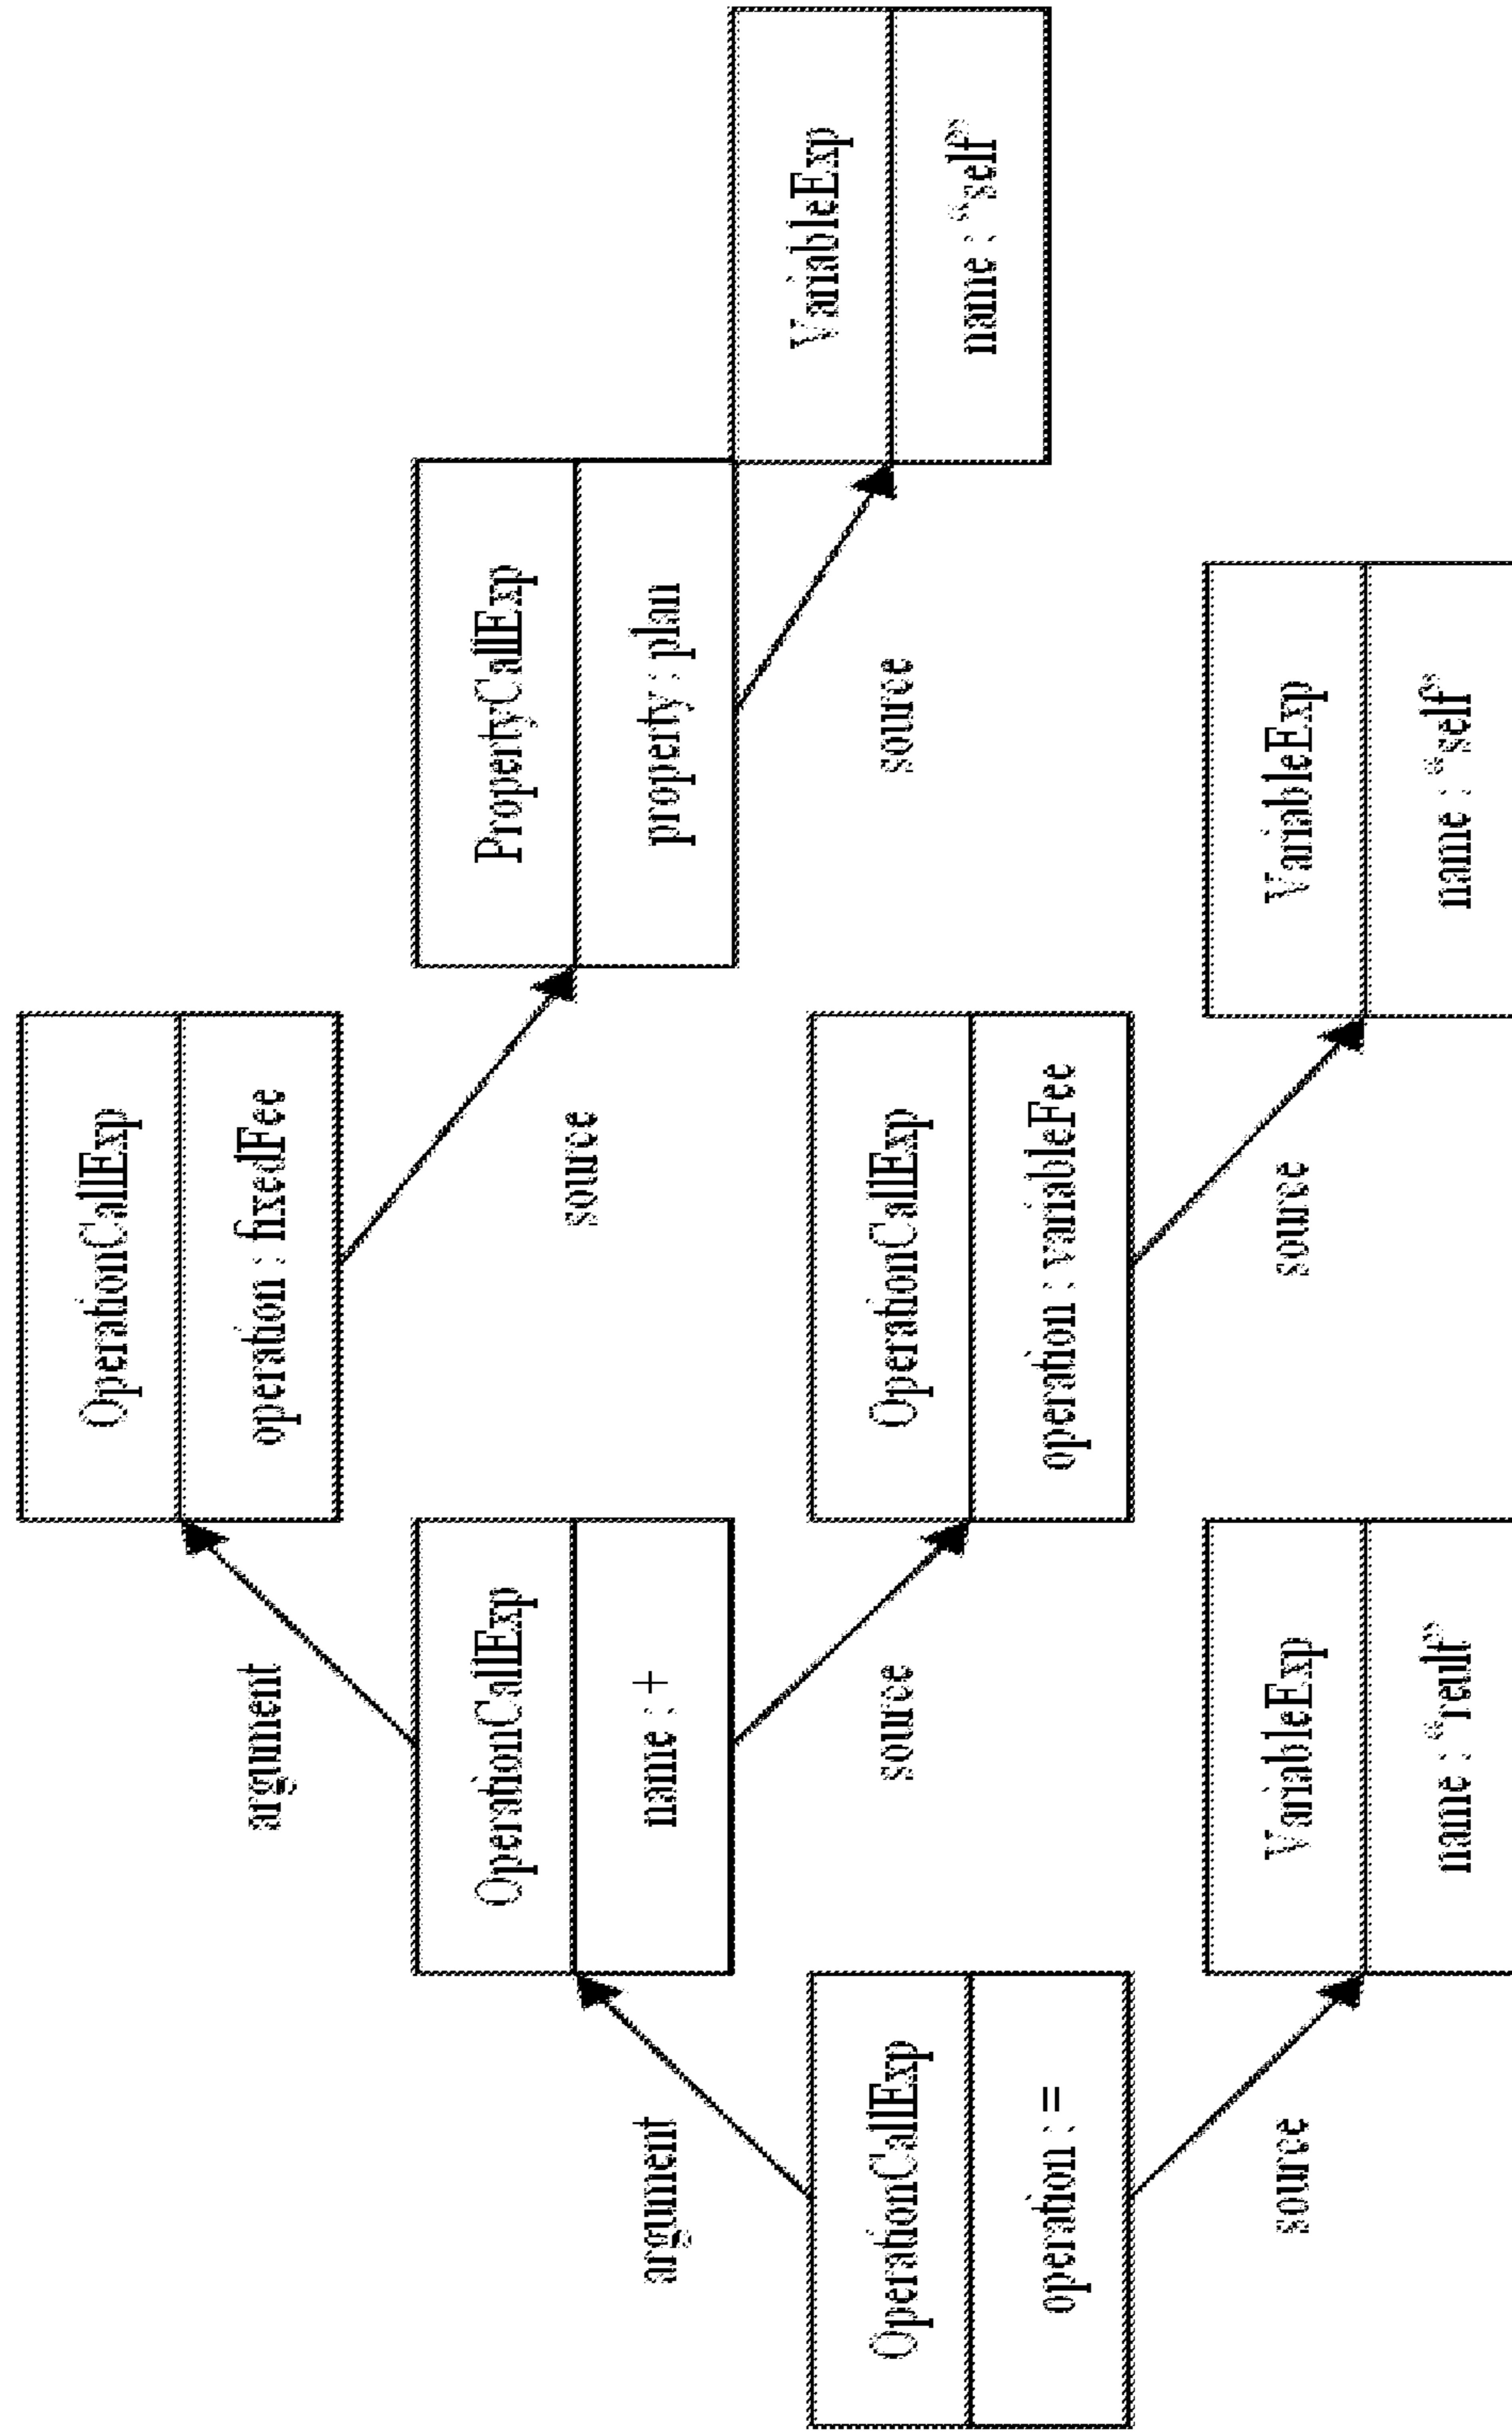 OperationCallExp
operation : fixedFee
argument
OperationCallExp
name : +
PropertyCallExp
property : plan
source
argument
VariableExp
name : “self”
source
OperationCallExp
operation : =
source
OperationCallExp
operation : variableFee
source
VariableExp
name : “reult”
source
VariableExp
name : “self”